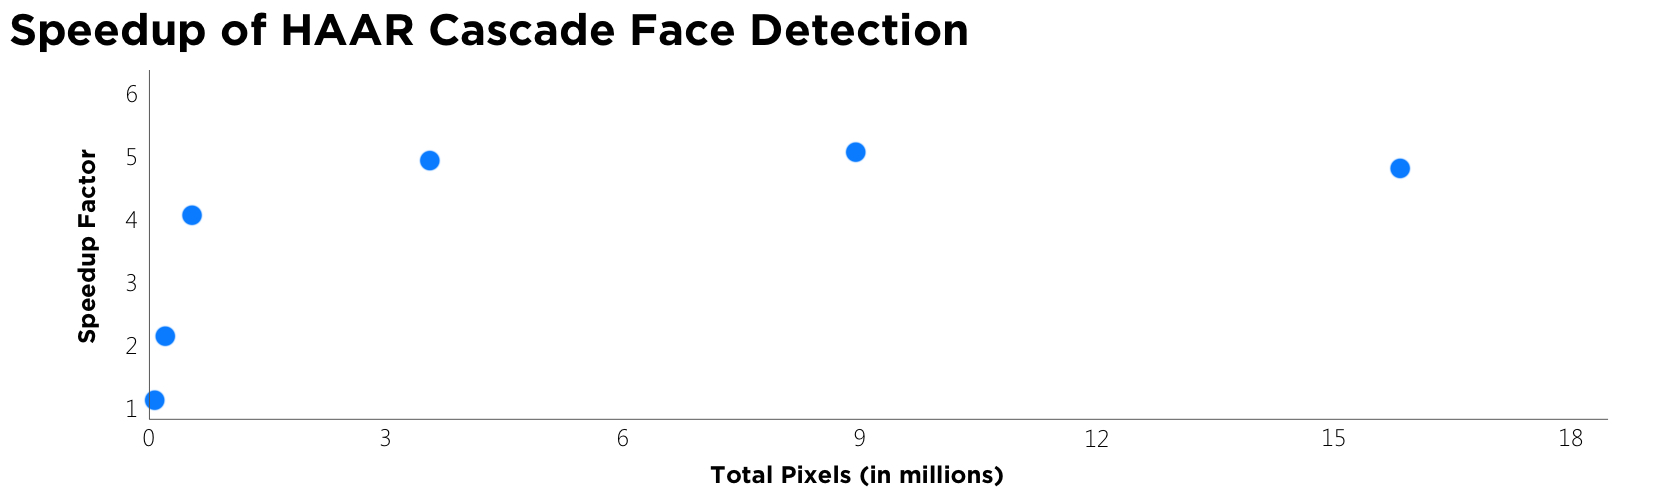 Speedup of HAAR Cascade Face Detection
6
5
4
3
2
1
Speedup Factor
0 3 6 9 12 15 18
Total Pixels (in millions)